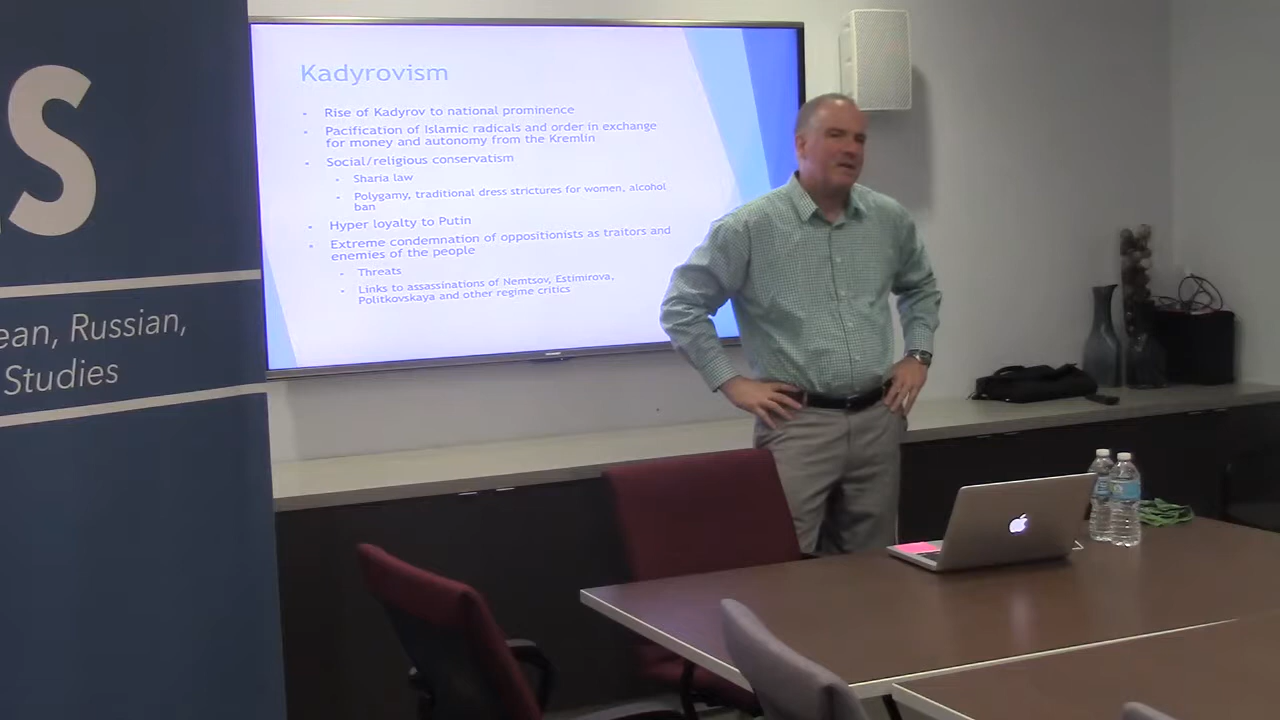 S
ean, Russian,
Studies
Kadyrovism
Rise of Kadyrov to national prominence
Pacification of Islamic radicals and order in exchange
for money and autonomy from the Kremlin
Social/religious conservatism
Sharia law
Polygamy, traditional dress strictures for women, alcohol
ban
Hyper loyalty to Putin
Extreme condemnation of oppositionists as traitors and
enemies of the people
Threats
Links to assassinations of Nemtsov, Estimirova,
Politkovskaya and other regime critics